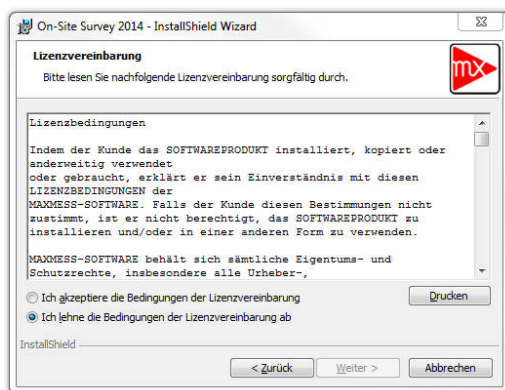 On-Site Survey 2014 - InstallShield Wizard
Lizenzvereinbarung
Bitte lesen Sie nachfolgende Lizenzvereinbarung sorgfältig durch.
mx
Lizenzbedingungen
Indem der Kunde das SOFTWAREPRODUKT installiert, kopiert oder
anderweitig verwendet
oder gebraucht, erklärt er sein Einverständnis mit diesen
LIZENZBEDINGUNGEN der
MAXMESS-SOFTWARE. Falls der Kunde diesen Bestimmungen nicht
zustimmt, ist er nicht berechtigt, das SOFTWAREPRODUKT zu
installieren und/oder in einer anderen Form zu verwenden.
MAXMESS-SOFTWARE behält sich sämtliche Eigentums- und
Schutzrechte, insbesondere alle Urheber-,
Ich akzeptiere die Bedingungen der Lizenzvereinbarung
Drucken
Ich lehne die Bedingungen der Lizenzvereinbarung ab
InstallShield
< Zurück
Weiter >
Abbrechen